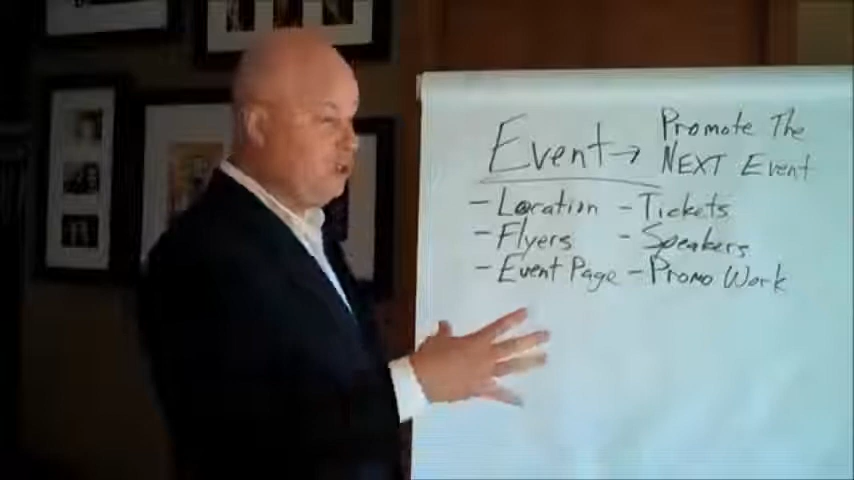 Event → Promote The
NEXT Event
- Location - Tickets
- Flyers - Speakers
- Event Page - Promo Work